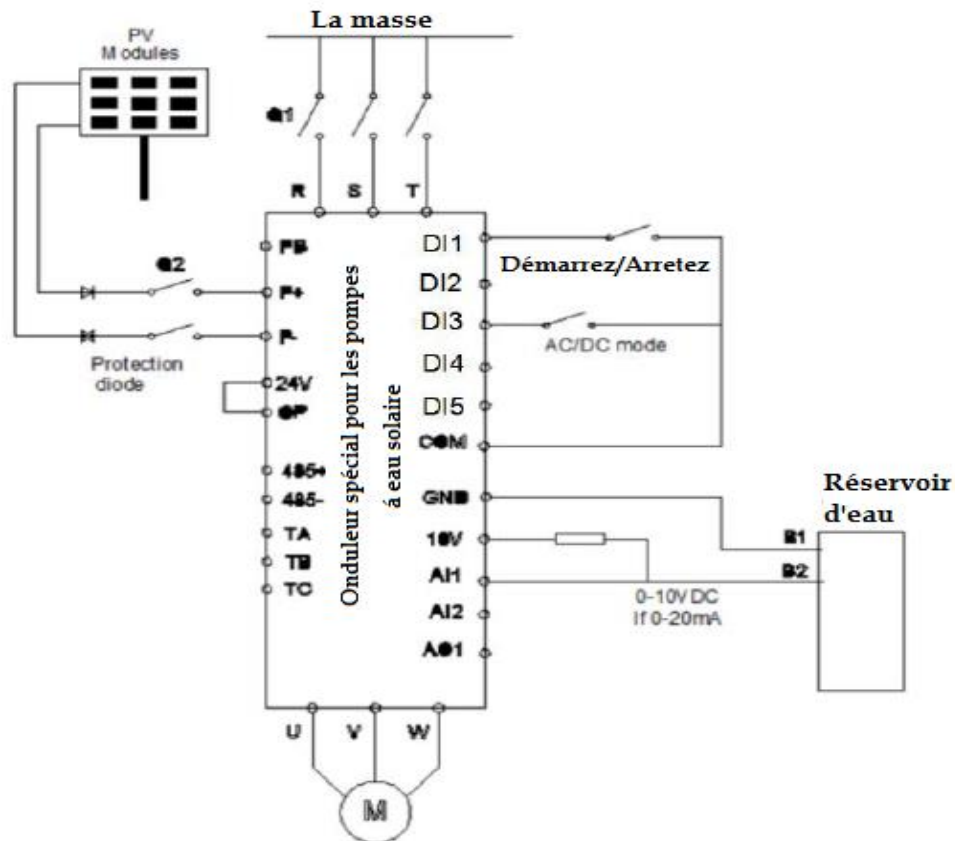 La masse
PV
Modules
Q1
R S T
PB
Q2
P+
P-
Protection
diode
24V
OP
485+
485-
TA
TB
TC
Onduleur spécial pour les pompes
á eau solaire
DI1
Démarrez/Arretez
DI2
DI3
AC/DC mode
DI4
DI5
COM
GND
10V
AI1
0-10V DC
If 0-20mA
AI2
AO1
Réservoir
d'eau
B1
B2
U V W
M